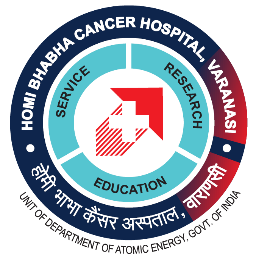 HOMI BHABHA CANCER HOSPITAL, VARANASI
SERVICE
RESEARCH
EDUCATION
होमी भाभा कैंसर अस्पताल, वाराणसी
UNIT OF DEPARTMENT OF ATOMIC ENERGY, GOVT. OF INDIA